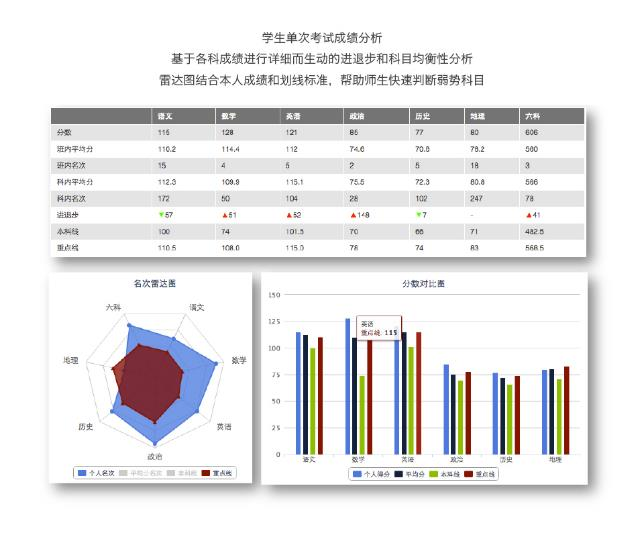 学生单次考试成绩分析
基于各科成绩进行详细而生动的进退步和科目均衡性分析
雷达图结合本人成绩和划线标准，帮助师生快速判断弱势科目
语文 数学 英语 政治 历史 地理 六科
分数 115 128 121 85 77 80 606
班内平均分 110.2 114.4 112 74.6 70.8 78.2 560
班内名次 15 4 5 2 5 18 3
科内平均分 112.3 109.9 115.1 75.5 72.3 80.8 566
科内名次 172 50 104 28 102 247 78
进退步 ▼57 ▲51 ▲52 ▲148 ▼7 - ▲41
本科线 100 74 101.5 70 66 71 482.5
重点线 110.5 108.0 115.0 78 74 83 568.5
名次雷达图
六科 语文
地理 数学
历史 英语
政治
个人名次 平均分名次 本科线 重点线
分数对比图
150
125
100
75
50
25
0
英语
重点线: 115
语文 数学 英语 政治 历史 地理
个人得分 平均分 本科线 重点线